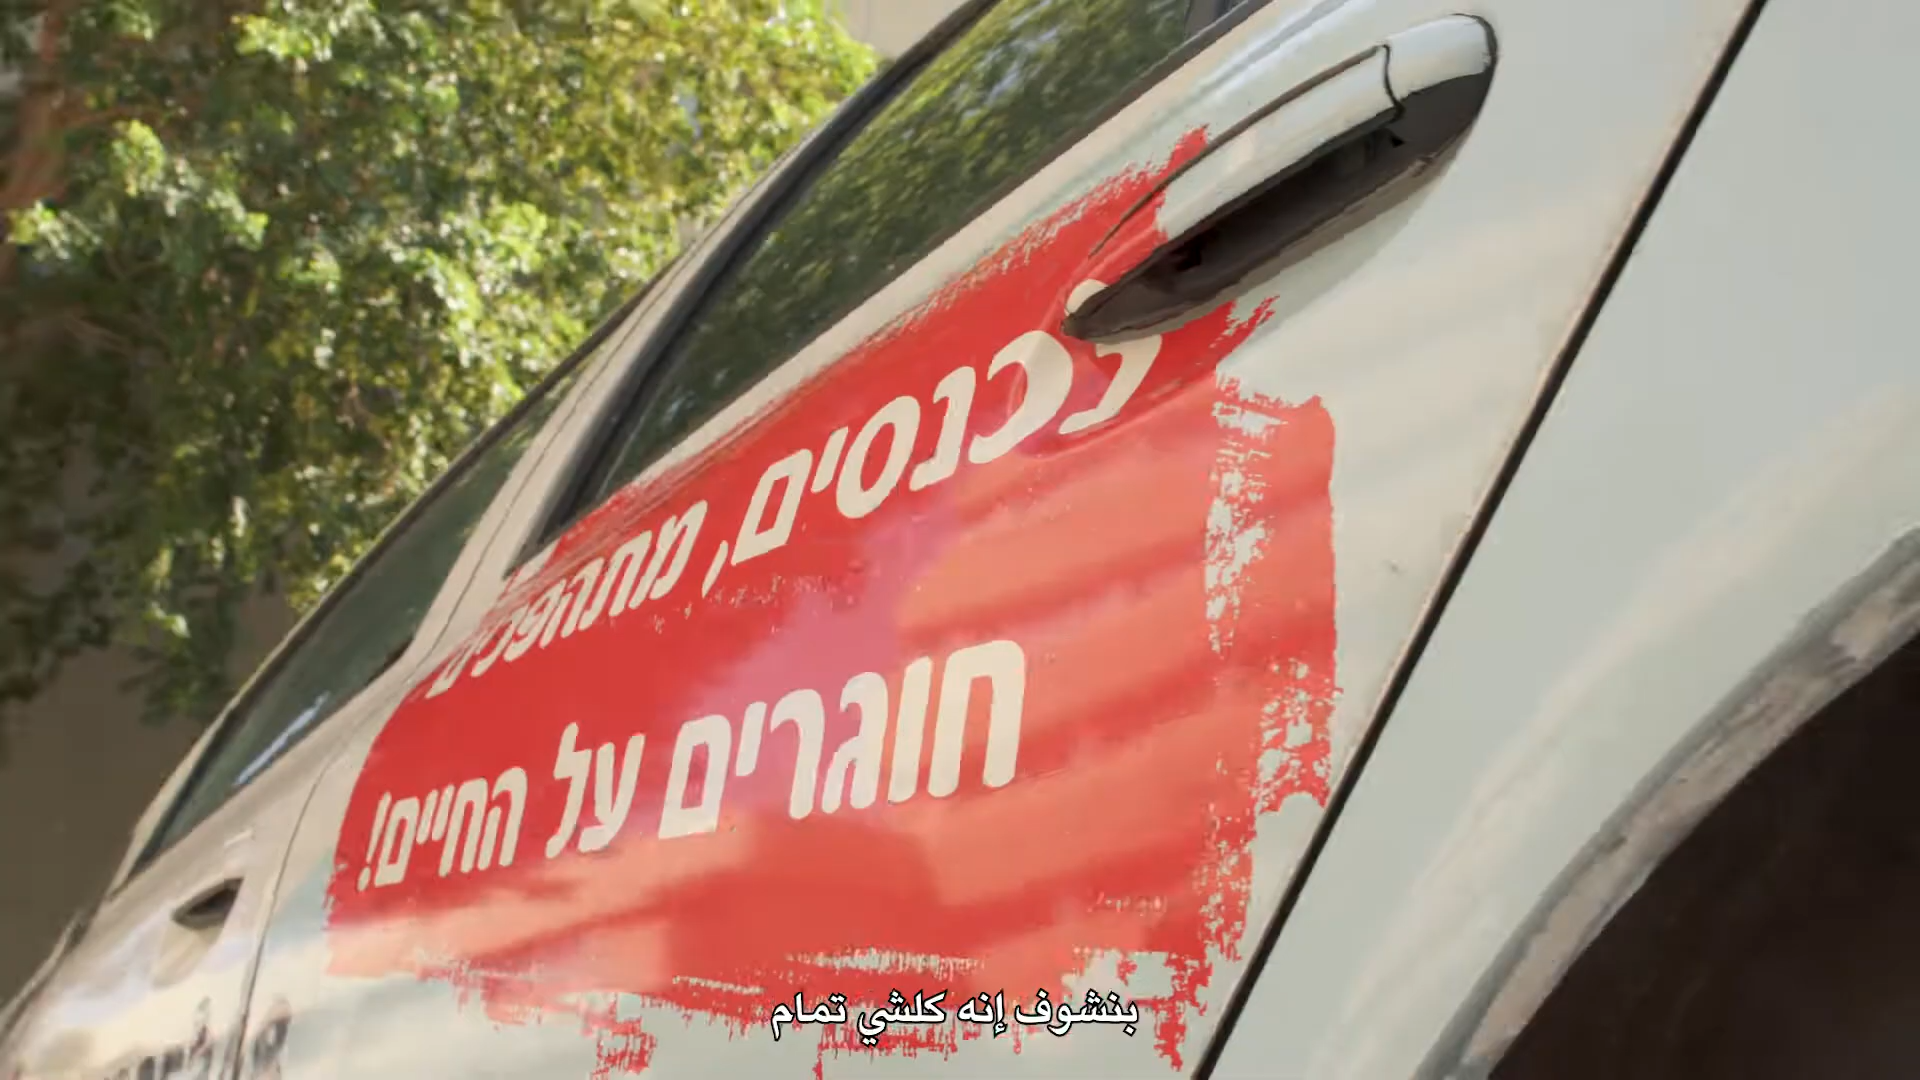 נכנסים, מתהפכים
חוגרים על החיים!
بنشوف إنه كلشي تمام